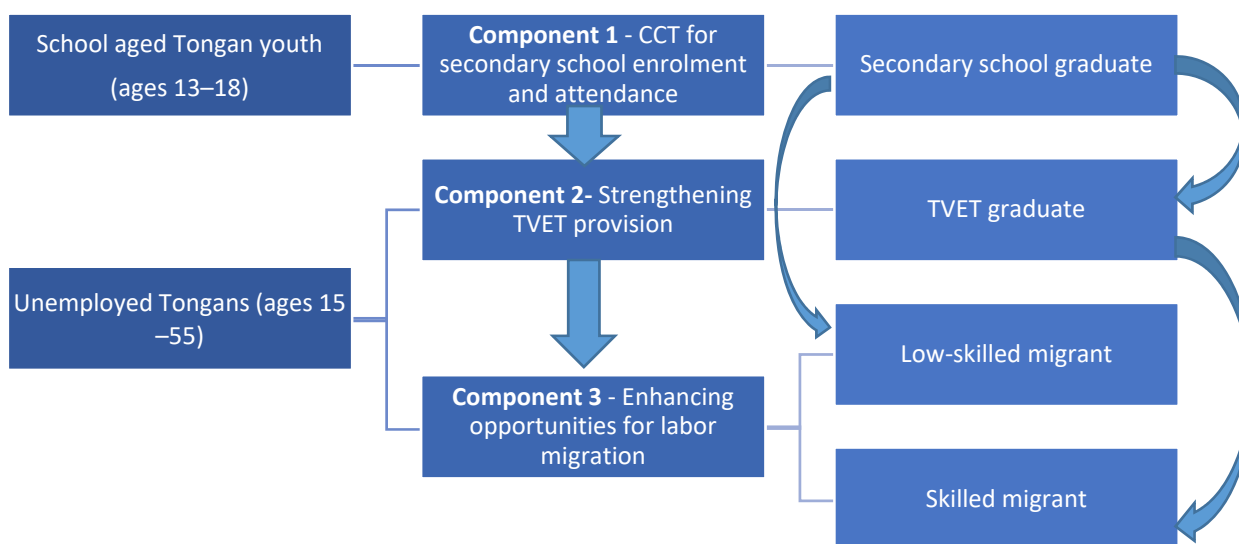 School aged Tongan youth
(ages 13–18)
Component 1 - CCT for
secondary school enrolment
and attendance
Secondary school graduate
Component 2- Strengthening
TVET provision
TVET graduate
Unemployed Tongans (ages 15
–55)
Low-skilled migrant
Component 3 - Enhancing
opportunities for labor
migration
Skilled migrant